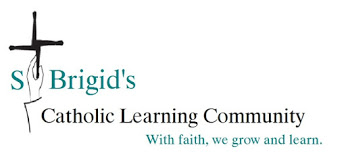 St Brigid's
Catholic Learning Community
With faith, we grow and learn.